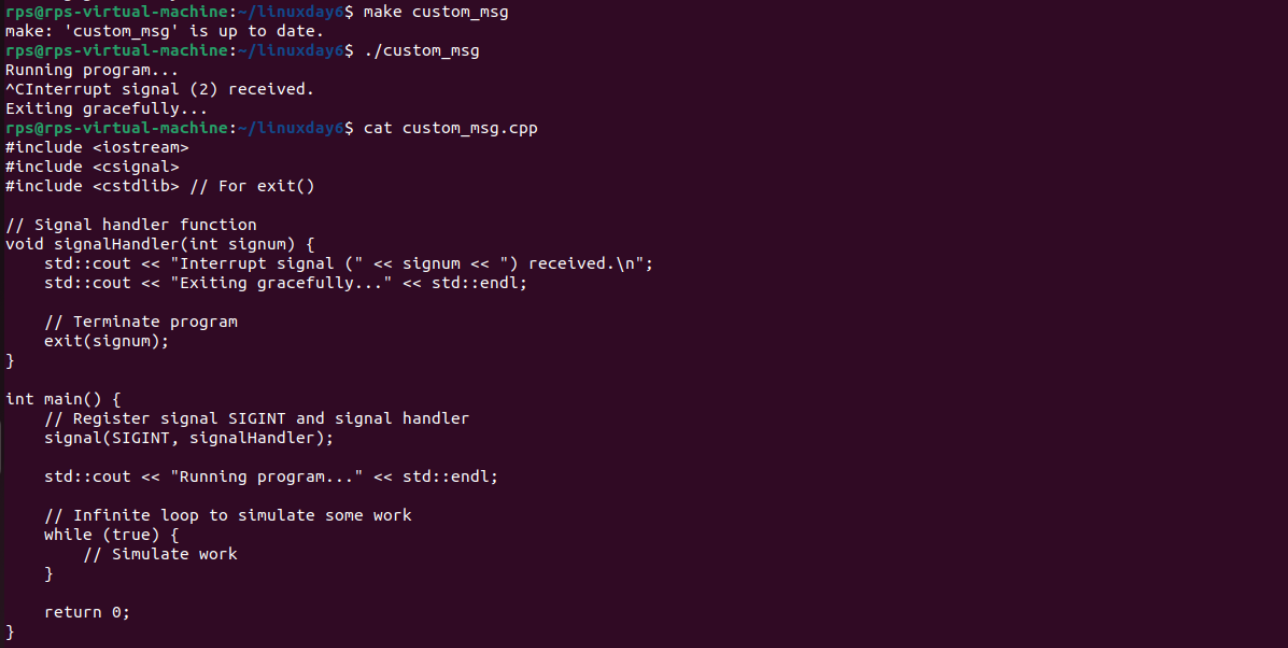 rps@rps-virtual-machine:~/linuxday6$ make custom_msg
make: 'custom_msg' is up to date.
rps@rps-virtual-machine:~/linuxday6$ ./custom_msg
Running program...
^CInterrupt signal (2) received.
Exiting gracefully...
rps@rps-virtual-machine:~/linuxday6$ cat custom_msg.cpp
#include <iostream>
#include <csignal>
#include <cstdlib> // For exit()

// Signal handler function
void signalHandler(int signum) {
    std::cout << "Interrupt signal (" << signum << ") received.\n";
    std::cout << "Exiting gracefully..." << std::endl;

    // Terminate program
    exit(signum);
}

int main() {
    // Register signal SIGINT and signal handler
    signal(SIGINT, signalHandler);

    std::cout << "Running program..." << std::endl;

    // Infinite loop to simulate some work
    while (true) {
        // Simulate work
    }

    return 0;
}